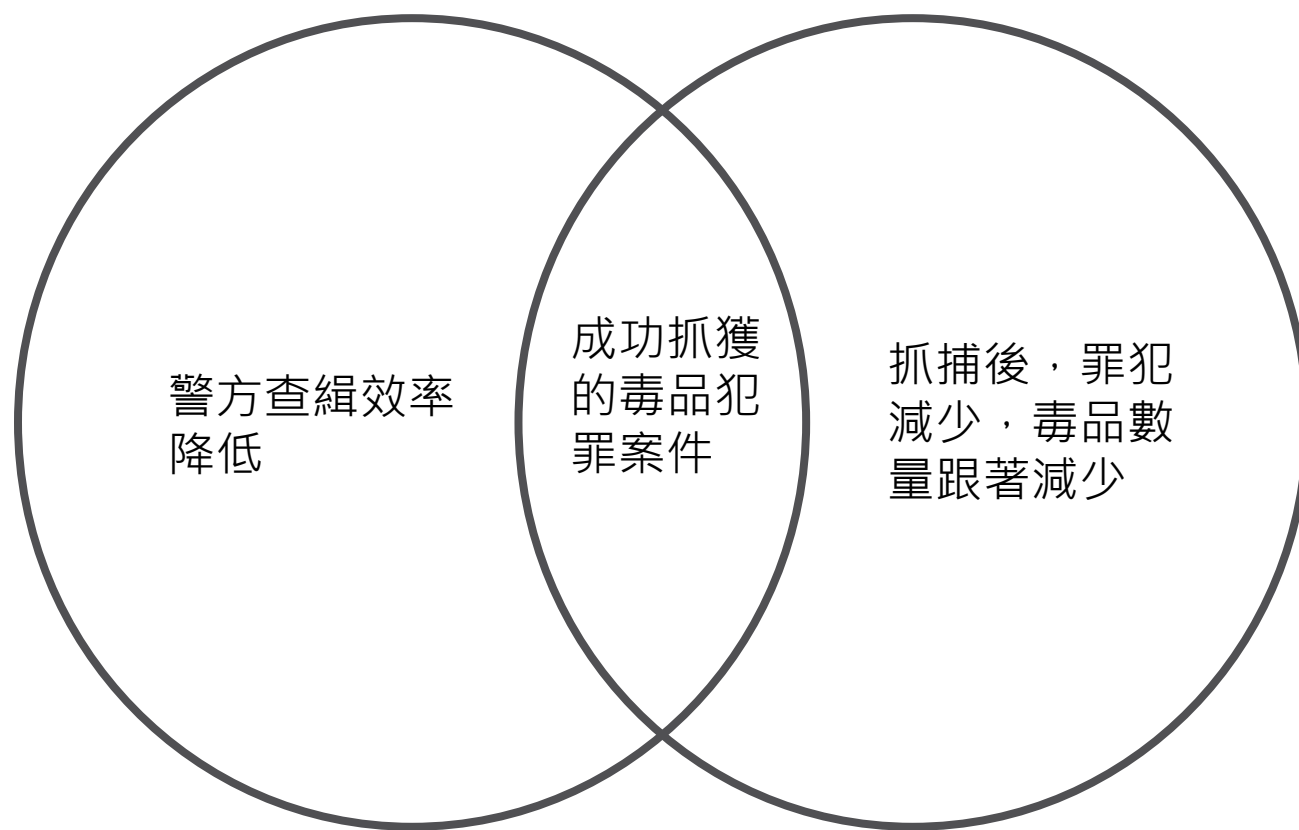 警方查緝效率
降低
成功抓獲
的毒品犯
罪案件
抓捕後，罪犯
減少，毒品數
量跟著減少